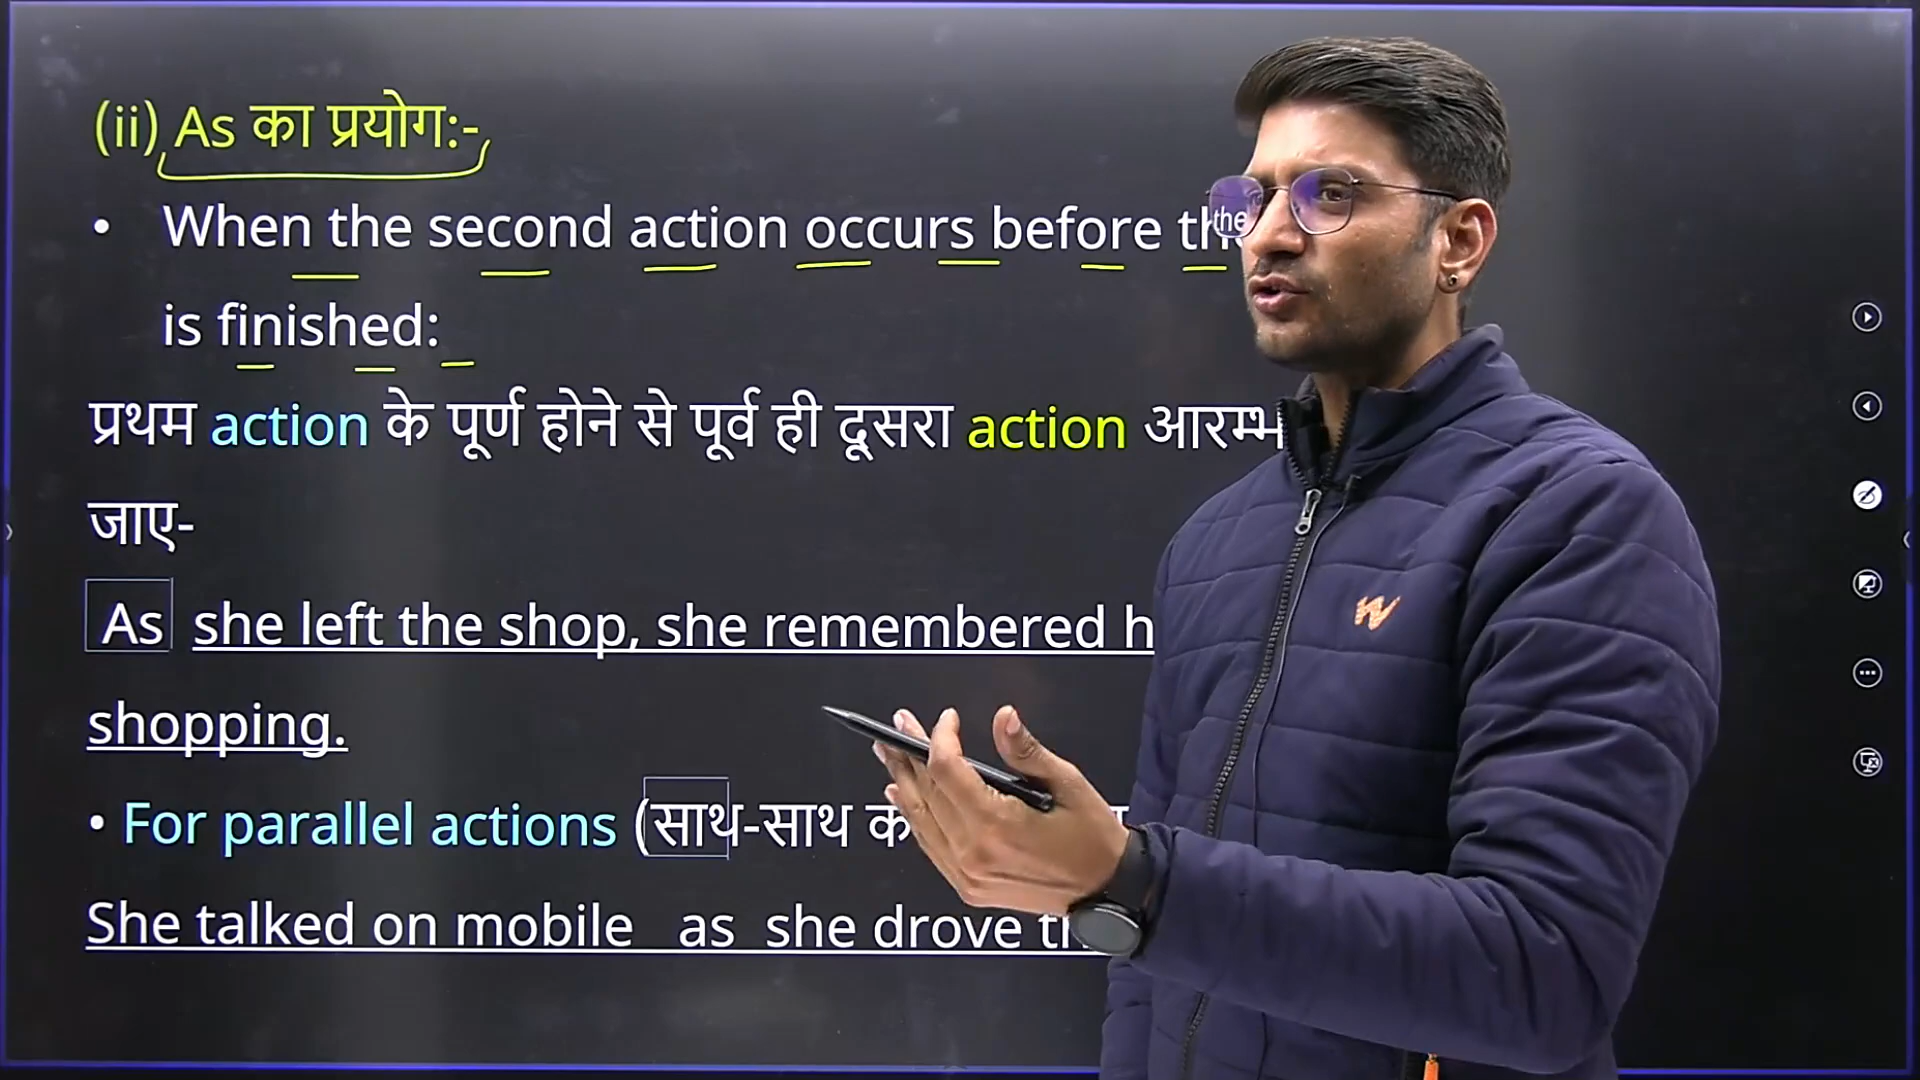 (ii) As का प्रयोग:-
• When the second action occurs before the
is finished:
प्रथम action के पूर्ण होने से पूर्व ही दूसरा action आरम्भ
जाए-
As she left the shop, she remembered
shopping.
• For parallel actions (साथ-साथ
She talked on mobile as she drove